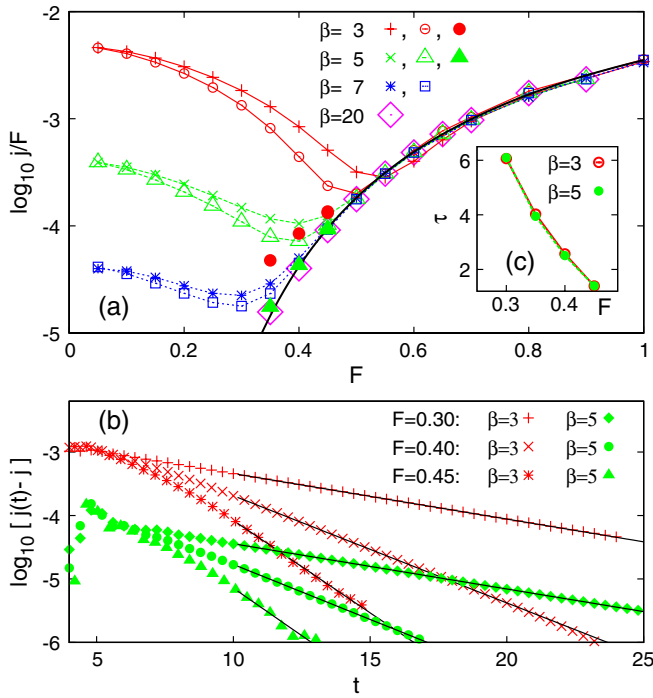 -2
-3
-4
-5
log10 j/F
β= 3 , ,
β= 5 , ,
β= 7 ,
β=20
(a)
6
4
2
τ
β=3
β=5
(c)
0.3
0.4
F
0
0.2
0.4
0.6
0.8
1
F
(b)
-3
-4
-5
-6
log10 [ j(t)- j ]
F=0.30: β=3 β=5
F=0.40: β=3 β=5
F=0.45: β=3 β=5
5
10
15
20
25
t